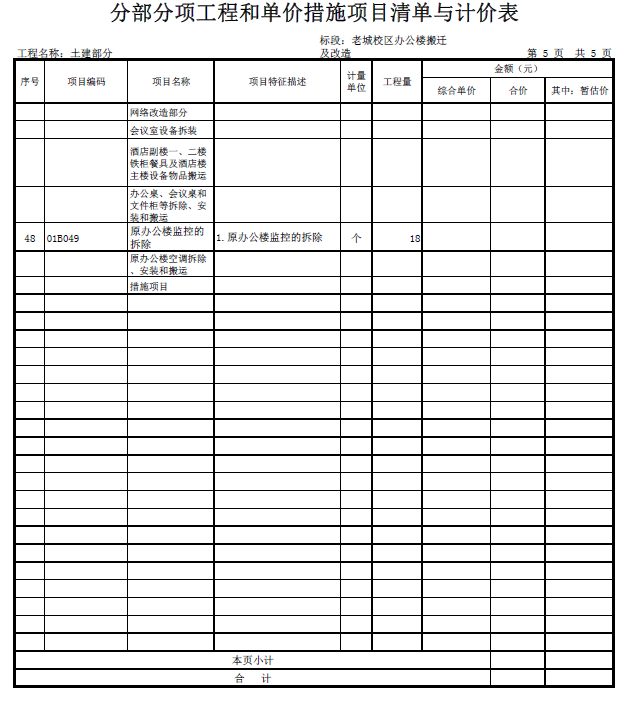 分部分项工程和单价措施项目清单与计价表
标段：老城校区办公楼搬迁
工程名称：土建部分 及改造 第 5 页 共 5 页
序号 项目编码 项目名称 项目特征描述 计量 工程量 金额（元）
单位 综合单价 合价 其中：暂估价
网络改造部分
会议室设备拆装
酒店副楼一、二楼
铁柜餐具及酒店楼
主楼设备物品搬运
办公桌、会议桌和
文件柜等拆除、安
装和搬运
48 01B049 原办公楼监控的 1.原办公楼监控的拆除 个 18
拆除
原办公楼空调拆除
、安装和搬运
措施项目
本页小计
合 计